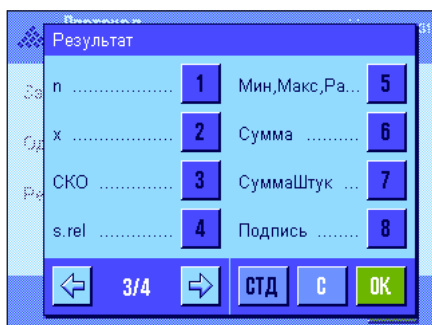 Результат
n ............... 1
x ............... 2
СКО ............... 3
s.rel ............... 4
Мин,Макс,Ра... 5
Сумма .......... 6
СуммаШтук ... 7
Подпись ........ 8
3/4
СТД
C
OK